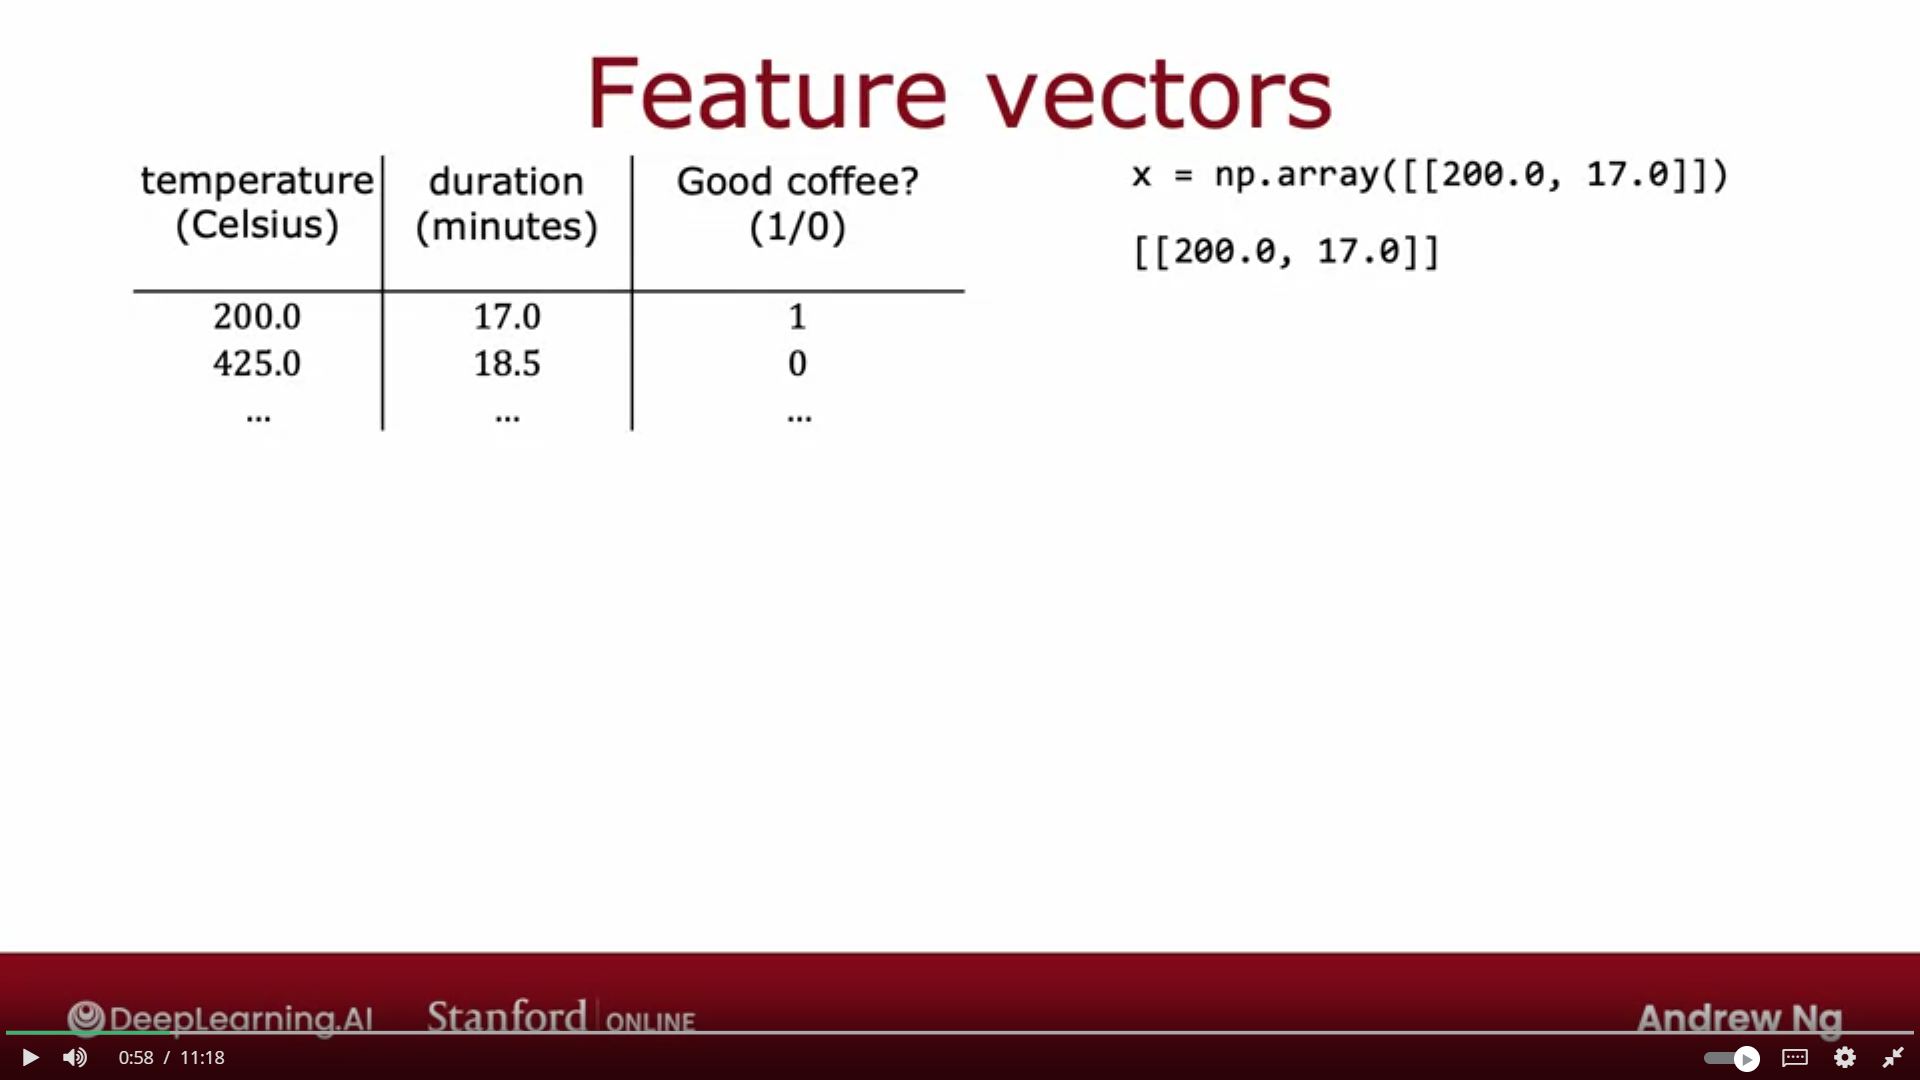 Feature vectors
temperature (Celsius) duration (minutes) Good coffee? (1/0)
200.0 17.0 1
425.0 18.5 0
... ... ...
x = np.array([[200.0, 17.0]])
[[200.0, 17.0]]
DeepLearning.AI Stanford ONLINE Andrew Ng
0:58 / 11:18